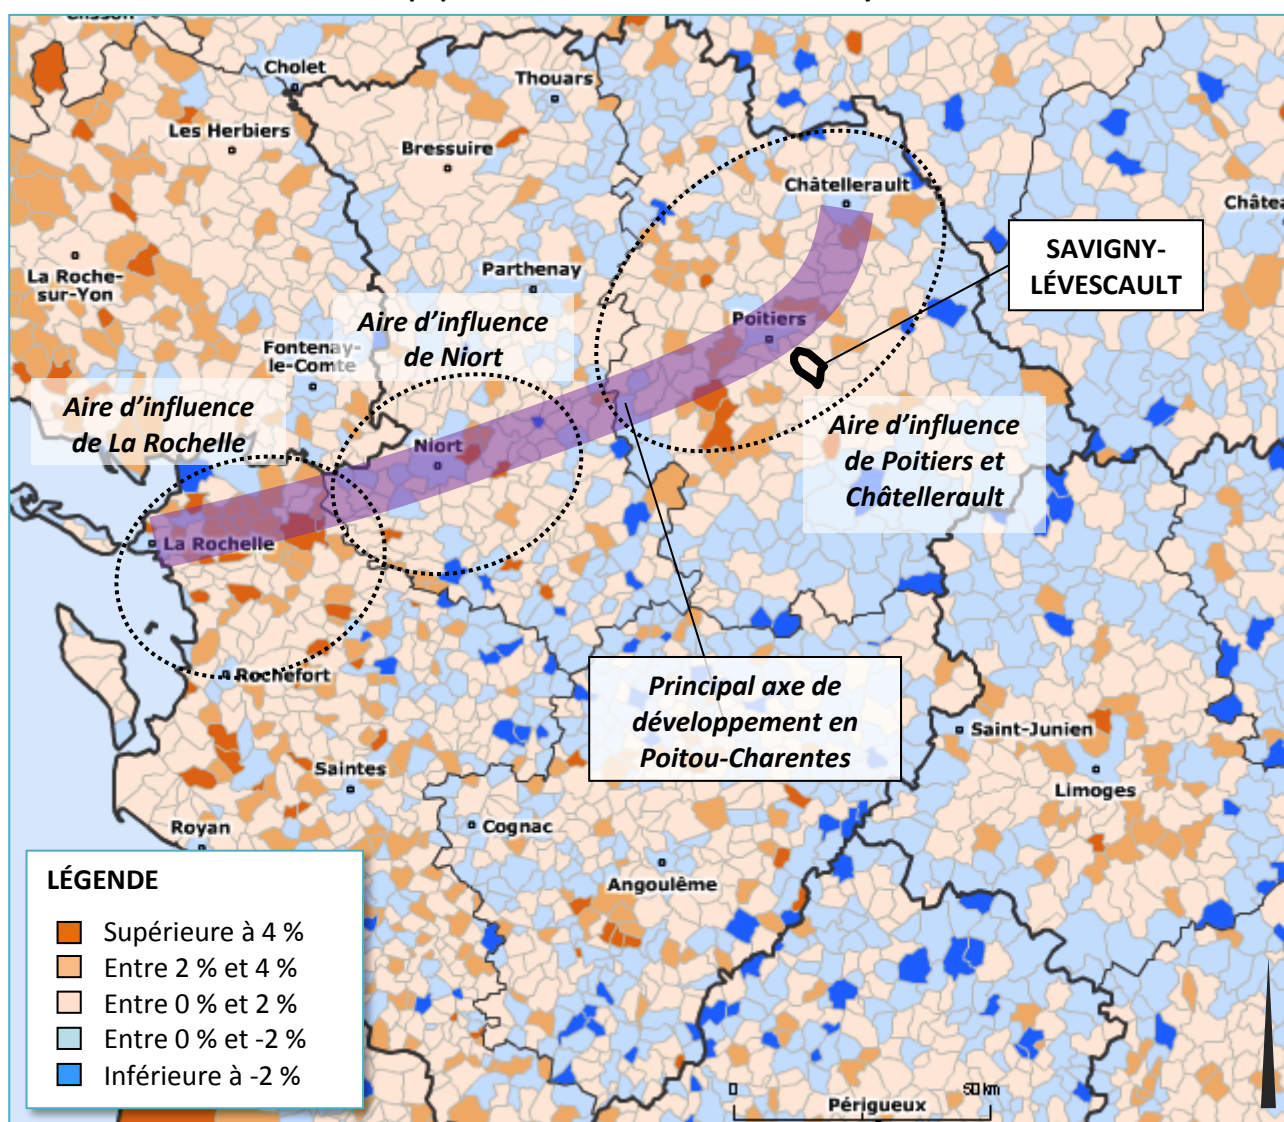 Cholet
Thouars
Les Herbiers
Bressuire
Châtellerault
Châtea
SAVIGNY-
LÉVESCAULT
La Roche-
sur-Yon
Parthenay
Aire d’influence
de Niort
Poitiers
Fontenay-
le-Comte
Aire d’influence
de La Rochelle
Niort
Aire d’influence
de Poitiers et
Châtellerault
La Rochelle
Rochefort
Principal axe de
développement en
Poitou-Charentes
Saint-Junien
Saintes
Limoges
Royan
Cognac
Angoulême
LÉGENDE
Supérieure à 4 %
Entre 2 % et 4 %
Entre 0 % et 2 %
Entre 0 % et -2 %
Inférieure à -2 %
0 50 km
Périgueux